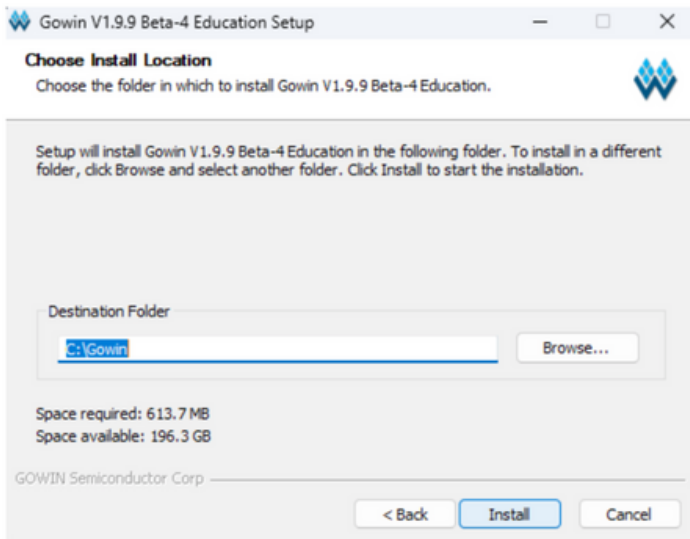 Gowin V1.9.9 Beta-4 Education Setup
Choose Install Location
Choose the folder in which to install Gowin V1.9.9 Beta-4 Education.
Setup will install Gowin V1.9.9 Beta-4 Education in the following folder. To install in a different
folder, click Browse and select another folder. Click Install to start the installation.
Destination Folder
C:\Gowin
Browse...
Space required: 613.7 MB
Space available: 196.3 GB
GOWIN Semiconductor Corp
< Back
Install
Cancel